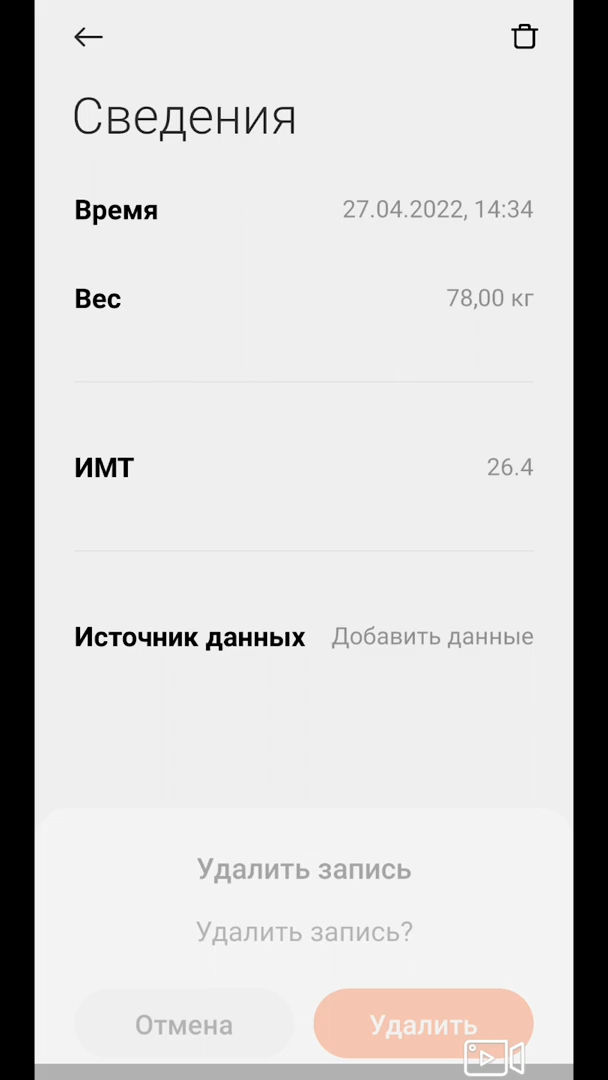 Сведения
Время 27.04.2022, 14:34
Вес 78,00 кг
ИМТ 26.4
Источник данных Добавить данные
Удалить запись
Удалить запись?
Отмена Удалить